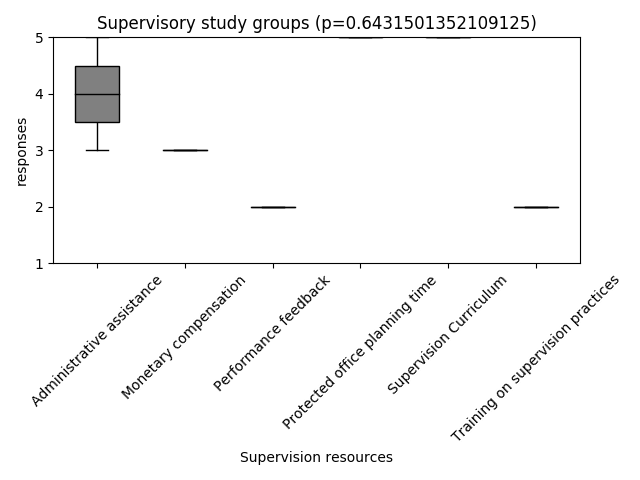 Supervisory study groups (p=0.6431501352109125)
5
4
3
2
1
responses
Administrative assistance
Monetary compensation
Performance feedback
Protected office planning time
Supervision Curriculum
Training on supervision practices
Supervision resources